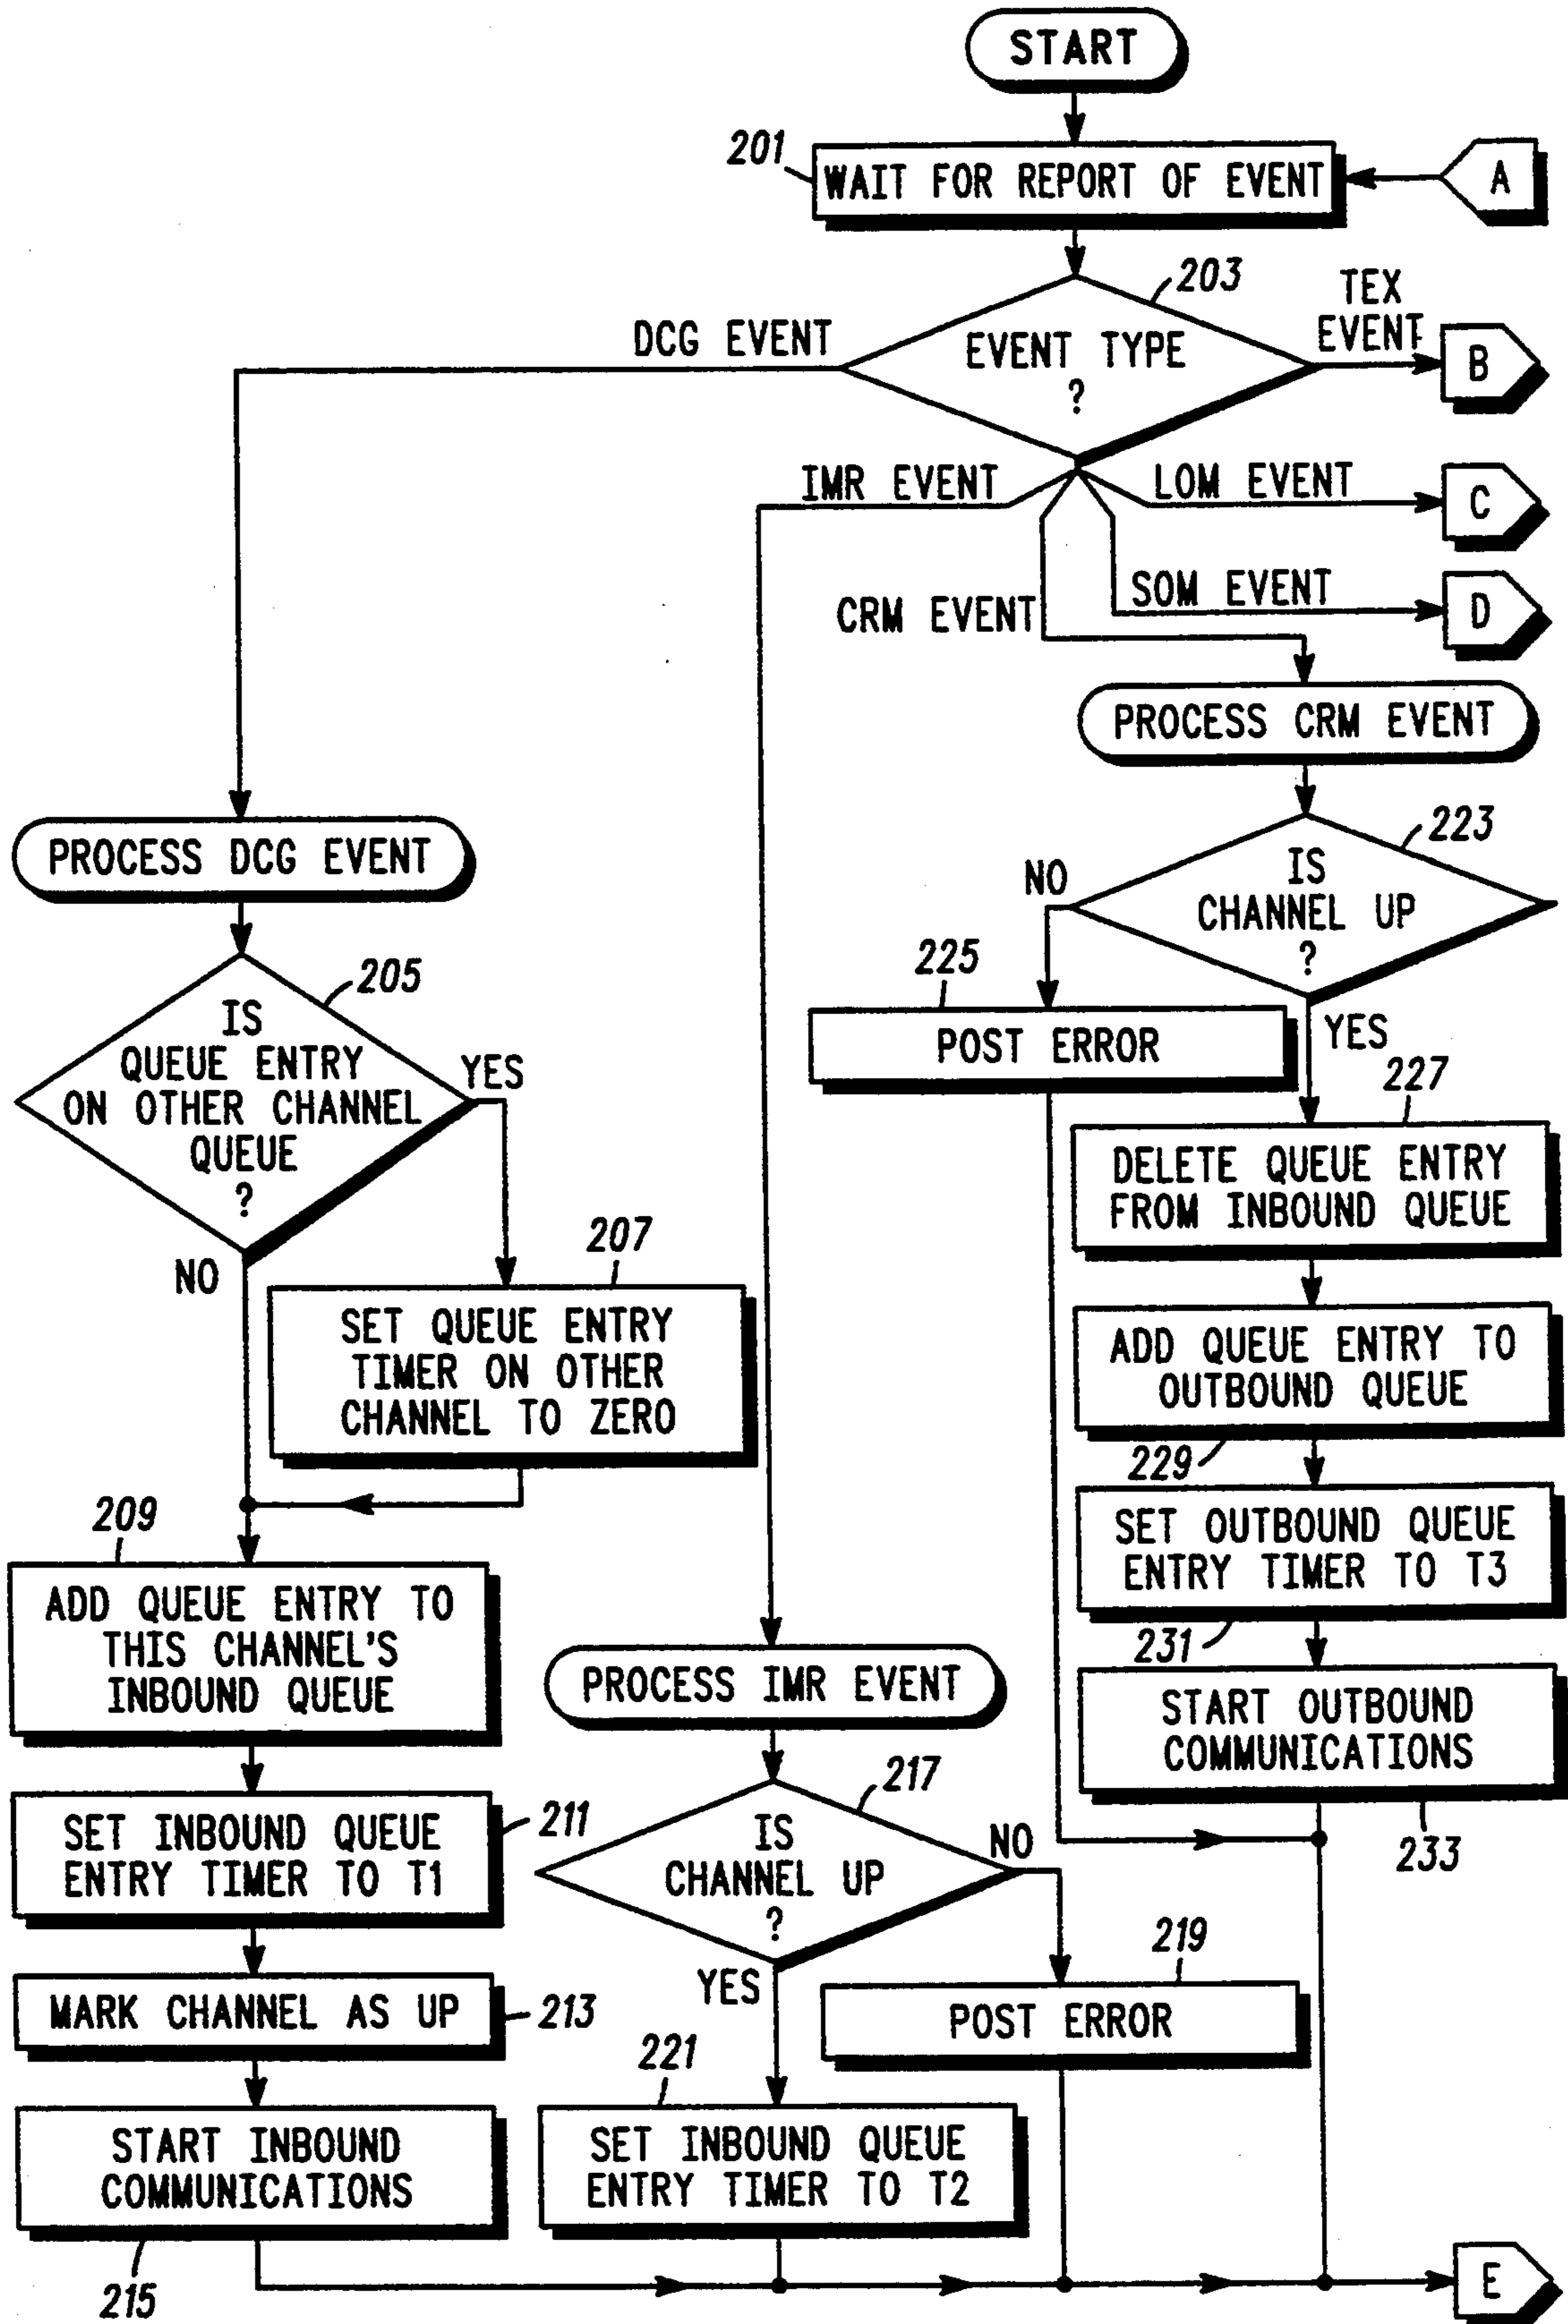 START
201
WAIT FOR REPORT OF EVENT
A
203
EVENT TYPE
?
DCG EVENT
TEX
EVENT
B
IMR EVENT
LOM EVENT
C
CRM EVENT
SOM EVENT
D
PROCESS CRM EVENT
PROCESS DCG EVENT
223
IS
CHANNEL UP
?
NO
YES
225
POST ERROR
205
IS
QUEUE ENTRY
ON OTHER CHANNEL
QUEUE
?
YES
NO
227
DELETE QUEUE ENTRY
FROM INBOUND QUEUE
207
SET QUEUE ENTRY
TIMER ON OTHER
CHANNEL TO ZERO
ADD QUEUE ENTRY TO
OUTBOUND QUEUE
229
209
ADD QUEUE ENTRY TO
THIS CHANNEL'S
INBOUND QUEUE
SET OUTBOUND QUEUE
ENTRY TIMER TO T3
231
PROCESS IMR EVENT
START OUTBOUND
COMMUNICATIONS
233
SET INBOUND QUEUE
ENTRY TIMER TO T1
211
217
IS
CHANNEL UP
?
NO
YES
MARK CHANNEL AS UP
213
219
POST ERROR
221
SET INBOUND QUEUE
ENTRY TIMER TO T2
START INBOUND
COMMUNICATIONS
215
E